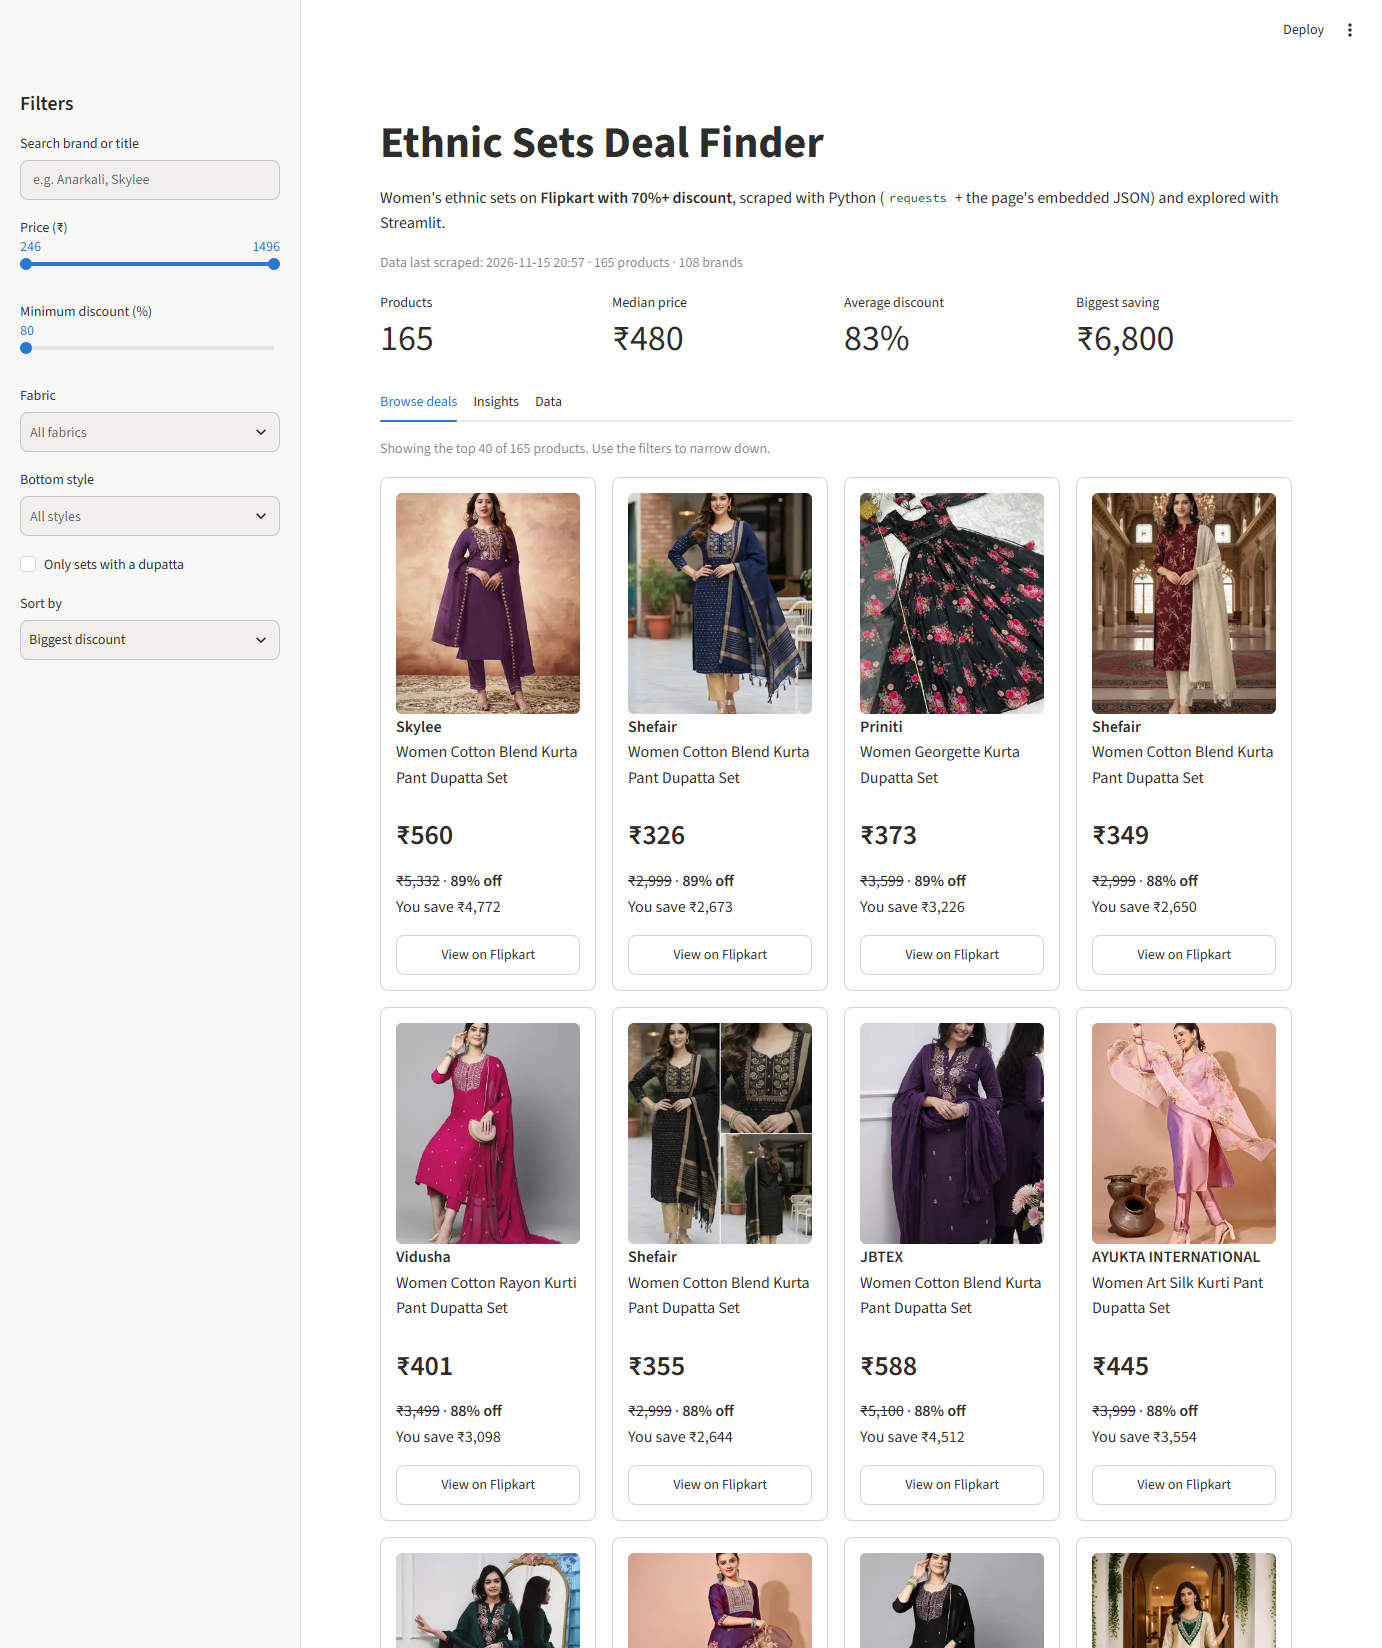 Deploy
Filters
Search brand or title
e.g. Anarkali, Skylee
Price (₹)
246 1496
Minimum discount (%)
80
Fabric
All fabrics
Bottom style
All styles
Only sets with a dupatta
Sort by
Biggest discount
Ethnic Sets Deal Finder
Women's ethnic sets on Flipkart with 70%+ discount, scraped with Python ( requests + the page's embedded JSON) and explored with
Streamlit.
Data last scraped: 2026-11-15 20:57 · 165 products · 108 brands
Products
165
Median price
₹480
Average discount
83%
Biggest saving
₹6,800
Browse deals Insights Data
Showing the top 40 of 165 products. Use the filters to narrow down.
Skylee
Women Cotton Blend Kurta
Pant Dupatta Set
₹560
₹5,332 · 89% off
You save ₹4,772
View on Flipkart
Shefair
Women Cotton Blend Kurta
Pant Dupatta Set
₹326
₹2,999 · 89% off
You save ₹2,673
View on Flipkart
Priniti
Women Georgette Kurta
Dupatta Set
₹373
₹3,599 · 89% off
You save ₹3,226
View on Flipkart
Shefair
Women Cotton Blend Kurta
Pant Dupatta Set
₹349
₹2,999 · 88% off
You save ₹2,650
View on Flipkart
Vidusha
Women Cotton Rayon Kurti
Pant Dupatta Set
₹401
₹3,499 · 88% off
You save ₹3,098
View on Flipkart
Shefair
Women Cotton Blend Kurta
Pant Dupatta Set
₹355
₹2,999 · 88% off
You save ₹2,644
View on Flipkart
JBTEX
Women Cotton Blend Kurta
Pant Dupatta Set
₹588
₹5,100 · 88% off
You save ₹4,512
View on Flipkart
AYUKTA INTERNATIONAL
Women Art Silk Kurti Pant
Dupatta Set
₹445
₹3,999 · 88% off
You save ₹3,554
View on Flipkart